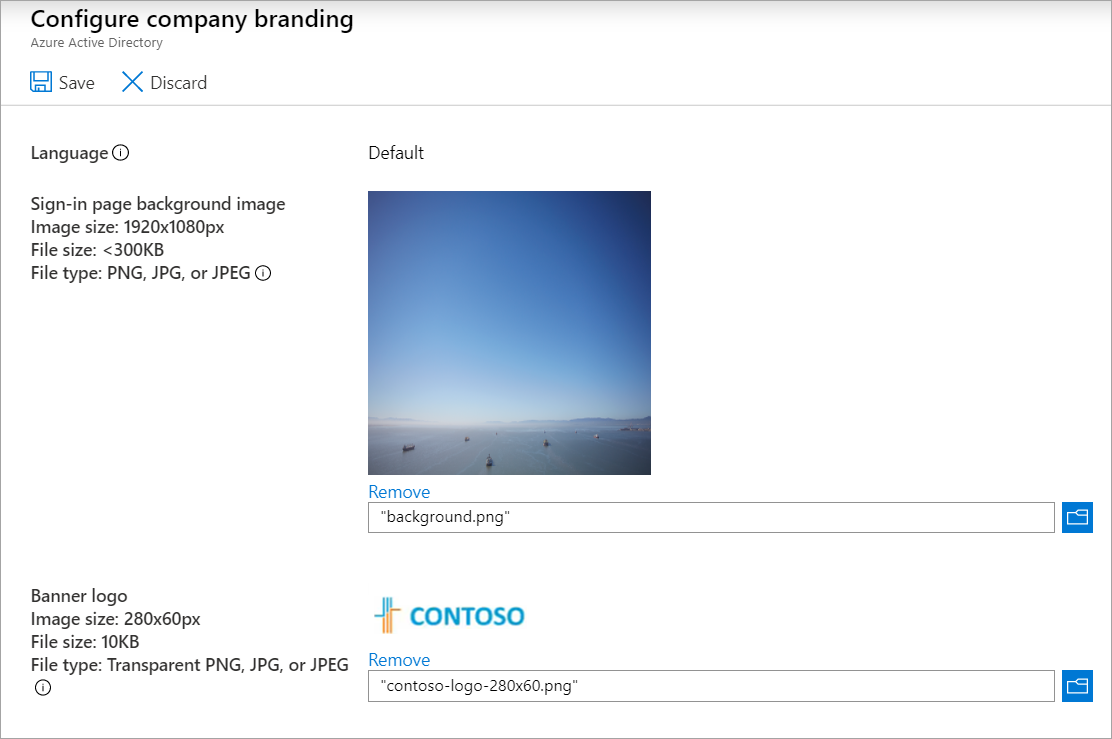 Configure company branding
Azure Active Directory
Save Discard
Language Default
Sign-in page background image
Image size: 1920x1080px
File size: <300KB
File type: PNG, JPG, or JPEG
Remove
"background.png"
Banner logo
Image size: 280x60px
File size: 10KB
File type: Transparent PNG, JPG, or JPEG
CONTOSO
Remove
"contoso-logo-280x60.png"